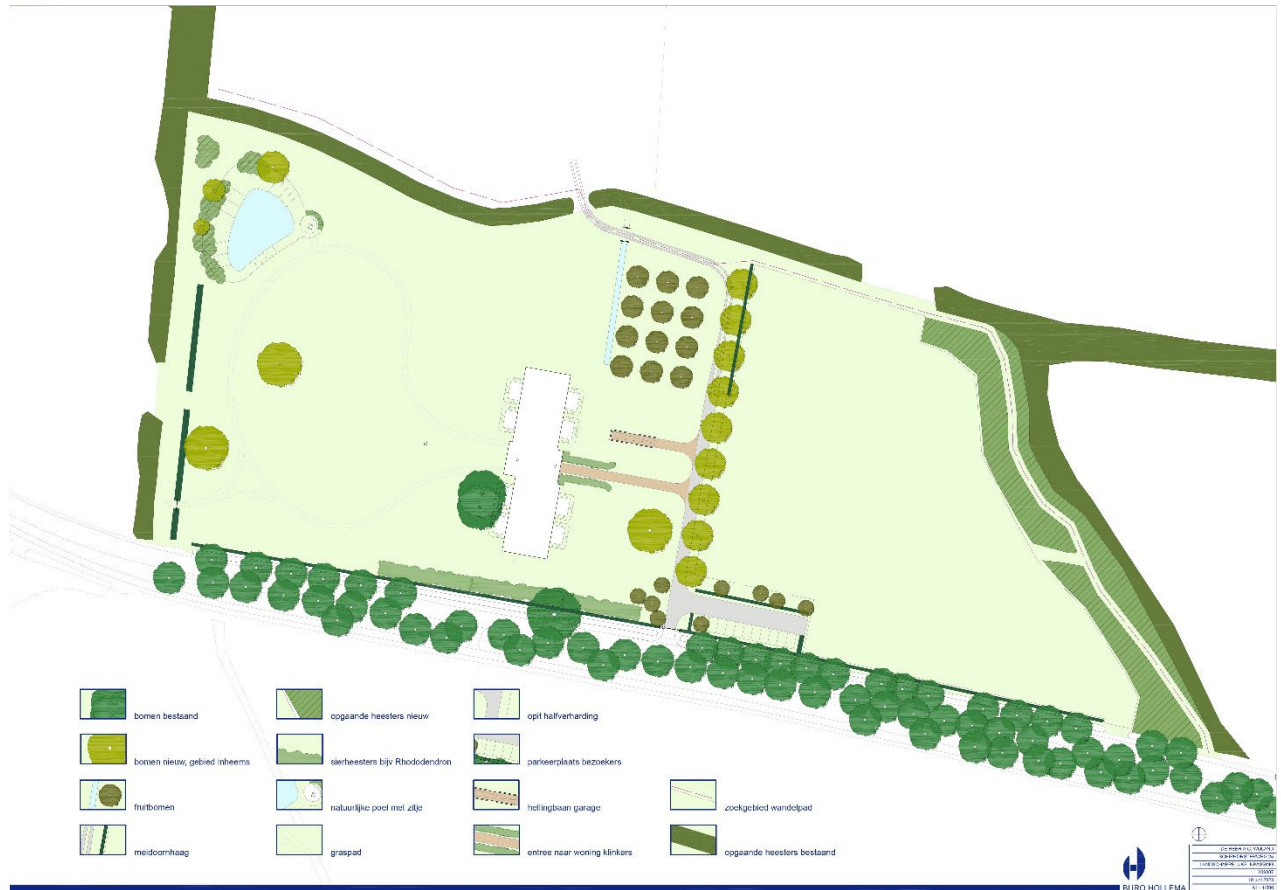 bomen bestaand
opgaande heesters nieuw
oprit halfverharding
bomen nieuw, gebied inheems
sierheesters bijv Rhododendron
parkeerplaats bezoekers
fruitbomen
natuurlijke poel met zitje
hellingbaan garage
zoekgebied wandelpad
meidoornhaag
graspad
entree naar woning klinkers
opgaande heesters bestaand
BURO HOLLEMA